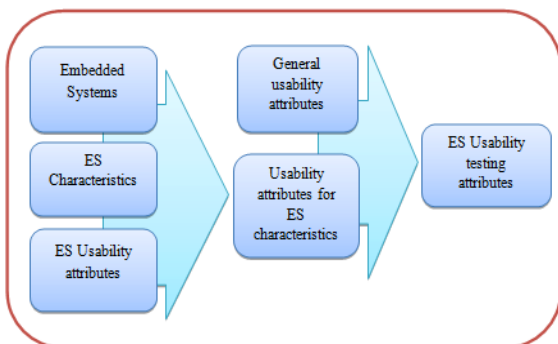 Embedded
Systems
ES
Characteristics
ES Usability
attributes
General
usability
attributes
Usability
attributes for
ES
characteristics
ES Usability
testing
attributes